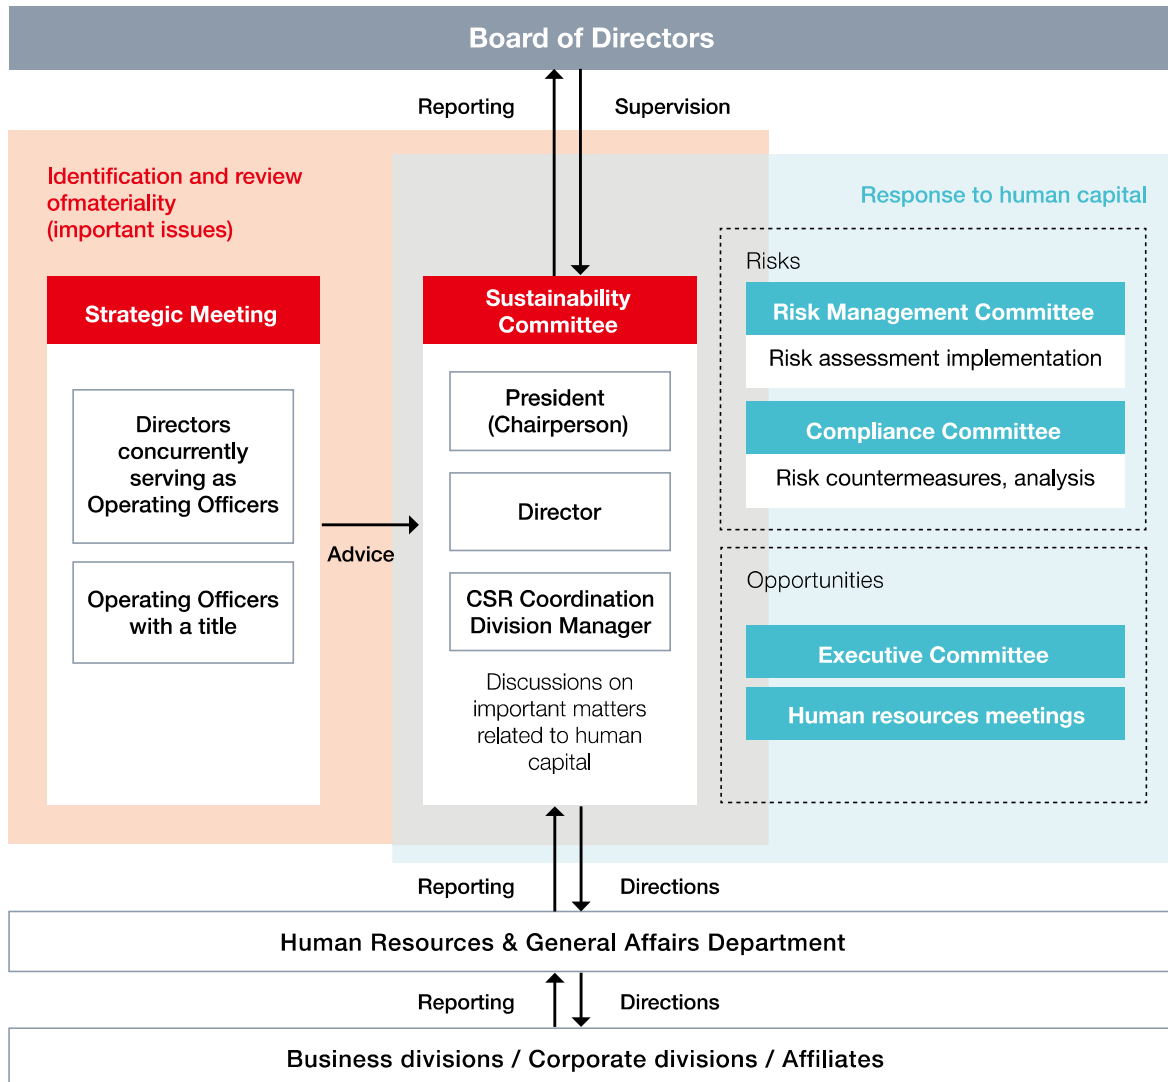 Board of Directors
Reporting
Supervision
Identification and review
ofmateriality
(important issues)
Response to human capital
Strategic Meeting
Directors
concurrently
serving as
Operating Officers
Operating Officers
with a title
Advice
Sustainability
Committee
President
(Chairperson)
Director
CSR Coordination
Division Manager
Discussions on
important matters
related to human
capital
Risks
Risk Management Committee
Risk assessment implementation
Compliance Committee
Risk countermeasures, analysis
Opportunities
Executive Committee
Human resources meetings
Reporting
Directions
Human Resources & General Affairs Department
Reporting
Directions
Business divisions / Corporate divisions / Affiliates